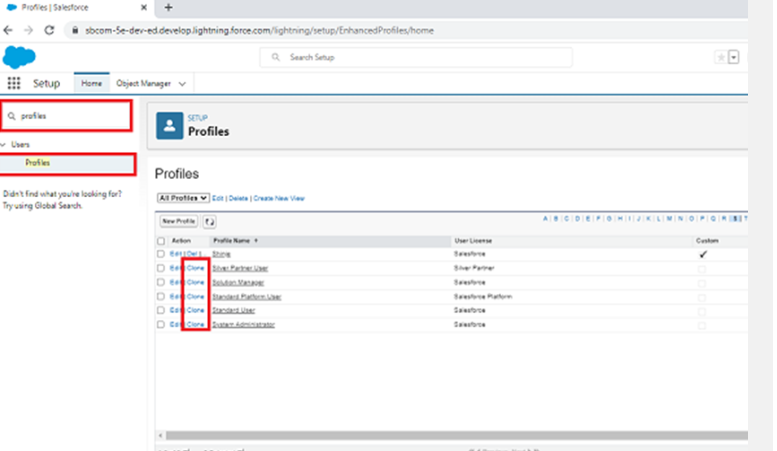 Profiles | Salesforce
sbcom-5e-dev-ed.develop.lightning.force.com/lightning/setup/EnhancedProfiles/home
Search Setup
Setup Home Object Manager
profiles
Users
Profiles
Didn't find what you're looking for?
Try using Global Search.
SETUP
Profiles
Profiles
All Profiles Edit | Delete | Create New View
New Profile
A | B | C | D | E | F | G | H | I | J | K | L | M | N | O | P | Q | R | S | T
Action Profile Name User License Custom
Edit | Del | Salesforce
Edit | Clone Silver Partner User Silver Partner
Edit | Clone Solution Manager Salesforce
Edit | Clone Standard Platform User Salesforce Platform
Edit | Clone Standard User Salesforce
Edit | Clone System Administrator Salesforce